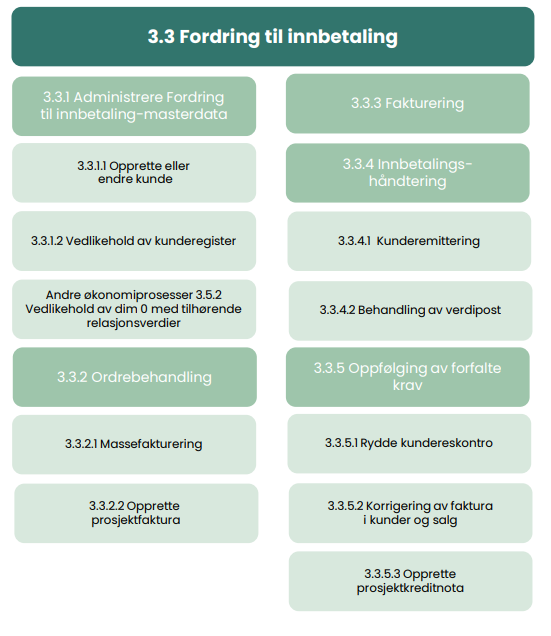 3.3 Fordring til innbetaling
3.3.1 Administrere Fordring
til innbetaling-masterdata
3.3.1.1 Opprette eller
endre kunde
3.3.1.2 Vedlikehold av kunderegister
Andre økonomiprosesser 3.5.2
Vedlikehold av dim 0 med tilhørende
relasjonsverdier
3.3.2 Ordrebehandling
3.3.2.1 Massefakturering
3.3.2.2 Opprette
prosjektfaktura
3.3.3 Fakturering
3.3.4 Innbetalings-
håndtering
3.3.4.1 Kunderemittering
3.3.4.2 Behandling av verdipost
3.3.5 Oppfølging av forfalte
krav
3.3.5.1 Rydde kundereskontro
3.3.5.2 Korrigering av faktura
i kunder og salg
3.3.5.3 Opprette
prosjektkreditnota